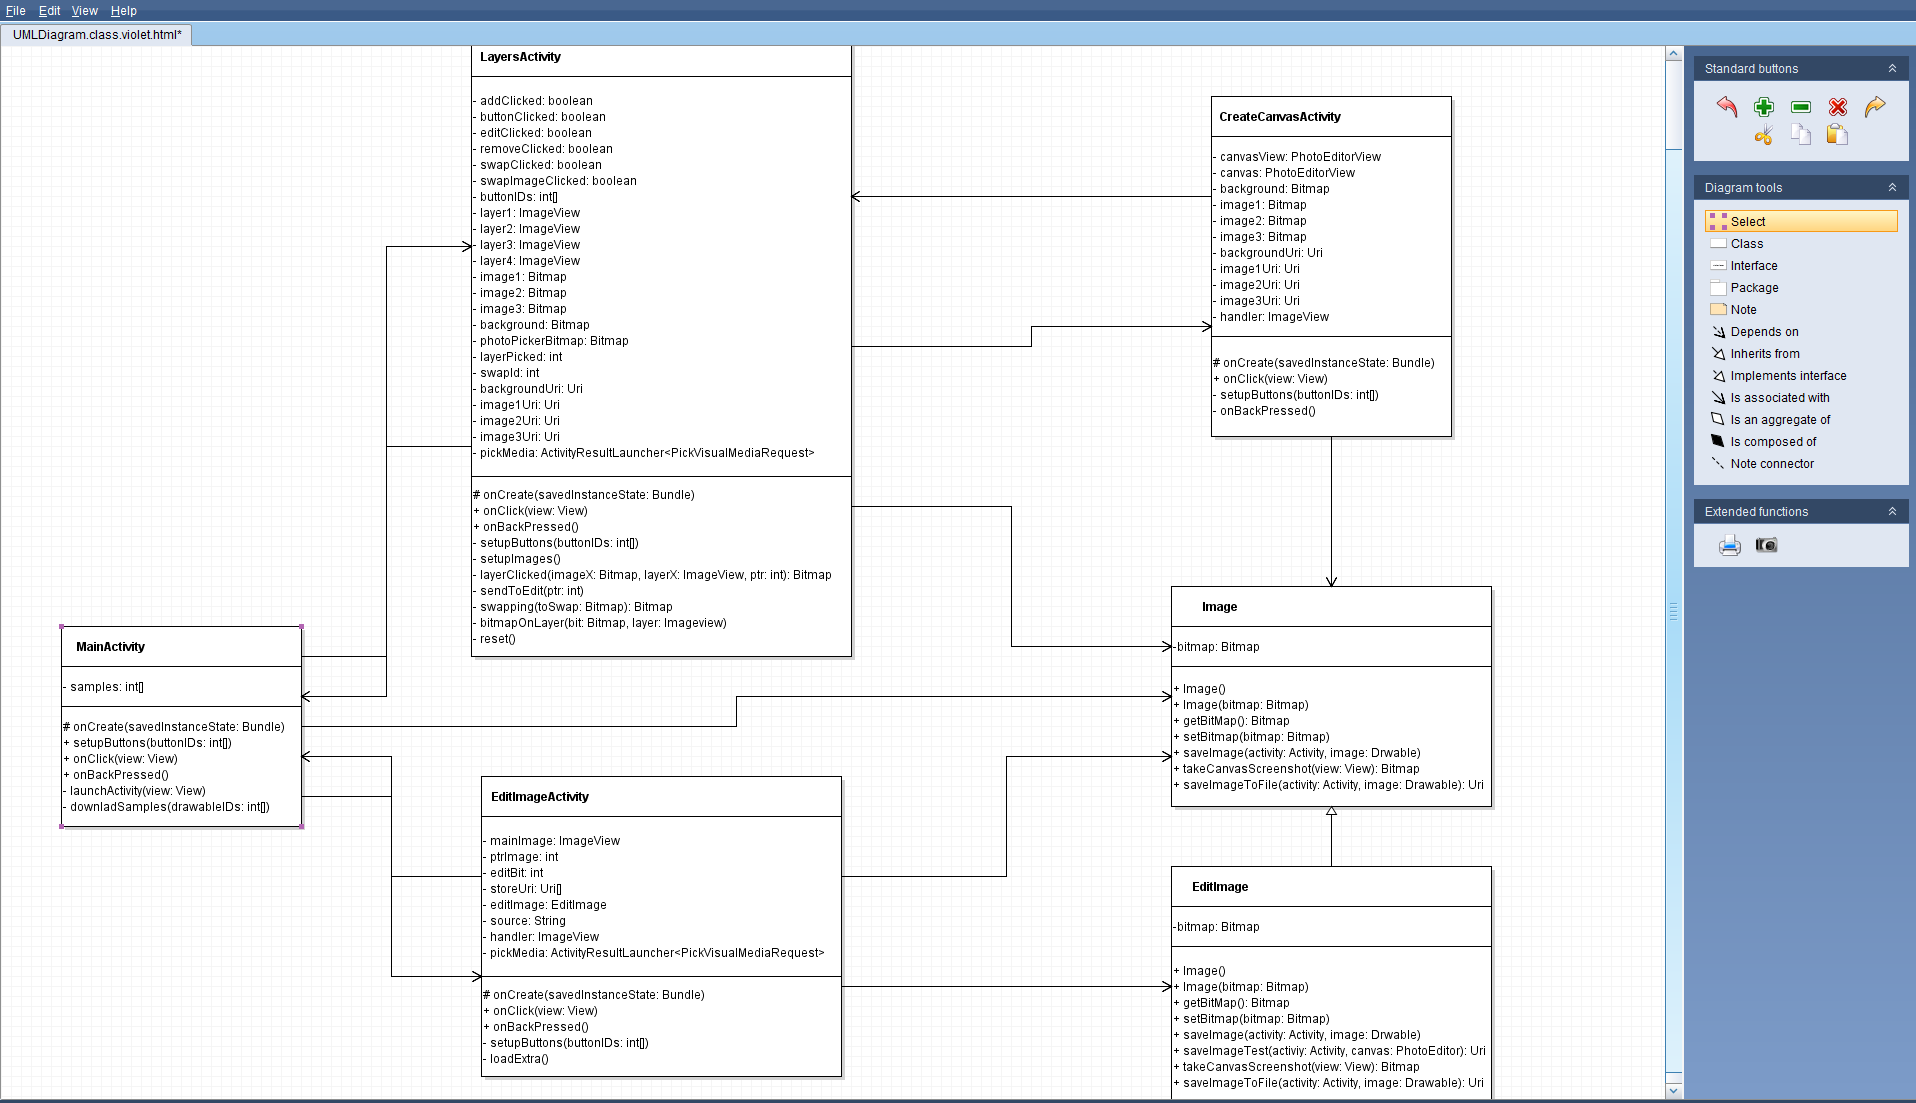 File Edit View Help
UMLDiagram.class.violet.html*
LayersActivity
- addClicked: boolean
- buttonClicked: boolean
- editClicked: boolean
- removeClicked: boolean
- swapClicked: boolean
- swapImageClicked: boolean
- buttonIDs: int[]
- layer1: ImageView
- layer2: ImageView
- layer3: ImageView
- layer4: ImageView
- image1: Bitmap
- image2: Bitmap
- image3: Bitmap
- background: Bitmap
- photoPickerBitmap: Bitmap
- layerPicked: int
- swapId: int
- backgroundUri: Uri
- image1Uri: Uri
- image2Uri: Uri
- image3Uri: Uri
- pickMedia: ActivityResultLauncher<PickVisualMediaRequest>
# onCreate(savedInstanceState: Bundle)
+ onClick(view: View)
+ onBackPressed()
- setupButtons(buttonIDs: int[])
- setupImages()
- layerClicked(imageX: Bitmap, layerX: ImageView, ptr: int): Bitmap
- sendToEdit(ptr: int)
- swapping(toSwap: Bitmap): Bitmap
- bitmapOnLayer(bit: Bitmap, layer: Imageview)
- reset()
CreateCanvasActivity
- canvasView: PhotoEditorView
- canvas: PhotoEditorView
- background: Bitmap
- image1: Bitmap
- image2: Bitmap
- image3: Bitmap
- backgroundUri: Uri
- image1Uri: Uri
- image2Uri: Uri
- image3Uri: Uri
- handler: ImageView
# onCreate(savedInstanceState: Bundle)
+ onClick(view: View)
- setupButtons(buttonIDs: int[])
- onBackPressed()
MainActivity
- samples: int[]
# onCreate(savedInstanceState: Bundle)
+ setupButtons(buttonIDs: int[])
+ onClick(view: View)
+ onBackPressed()
- launchActivity(view: View)
- downladSamples(drawableIDs: int[])
EditImageActivity
- mainImage: ImageView
- ptrImage: int
- editBit: int
- storeUri: Uri[]
- editImage: EditImage
- source: String
- handler: ImageView
- pickMedia: ActivityResultLauncher<PickVisualMediaRequest>
# onCreate(savedInstanceState: Bundle)
+ onClick(view: View)
+ onBackPressed()
- setupButtons(buttonIDs: int[])
- loadExtra()
Image
-bitmap: Bitmap
+ Image()
+ Image(bitmap: Bitmap)
+ getBitMap(): Bitmap
+ setBitmap(bitmap: Bitmap)
+ saveImage(activity: Activity, image: Drwable)
+ takeCanvasScreenshot(view: View): Bitmap
+ saveImageToFile(activity: Activity, image: Drawable): Uri
EditImage
-bitmap: Bitmap
+ Image()
+ Image(bitmap: Bitmap)
+ getBitMap(): Bitmap
+ setBitmap(bitmap: Bitmap)
+ saveImage(activity: Activity, image: Drwable)
+ saveImageTest(activiy: Activity, canvas: PhotoEditor): Uri
+ takeCanvasScreenshot(view: View): Bitmap
+ saveImageToFile(activity: Activity, image: Drawable): Uri
Standard buttons
Diagram tools
Select
Class
Interface
Package
Note
Depends on
Inherits from
Implements interface
Is associated with
Is an aggregate of
Is composed of
Note connector
Extended functions